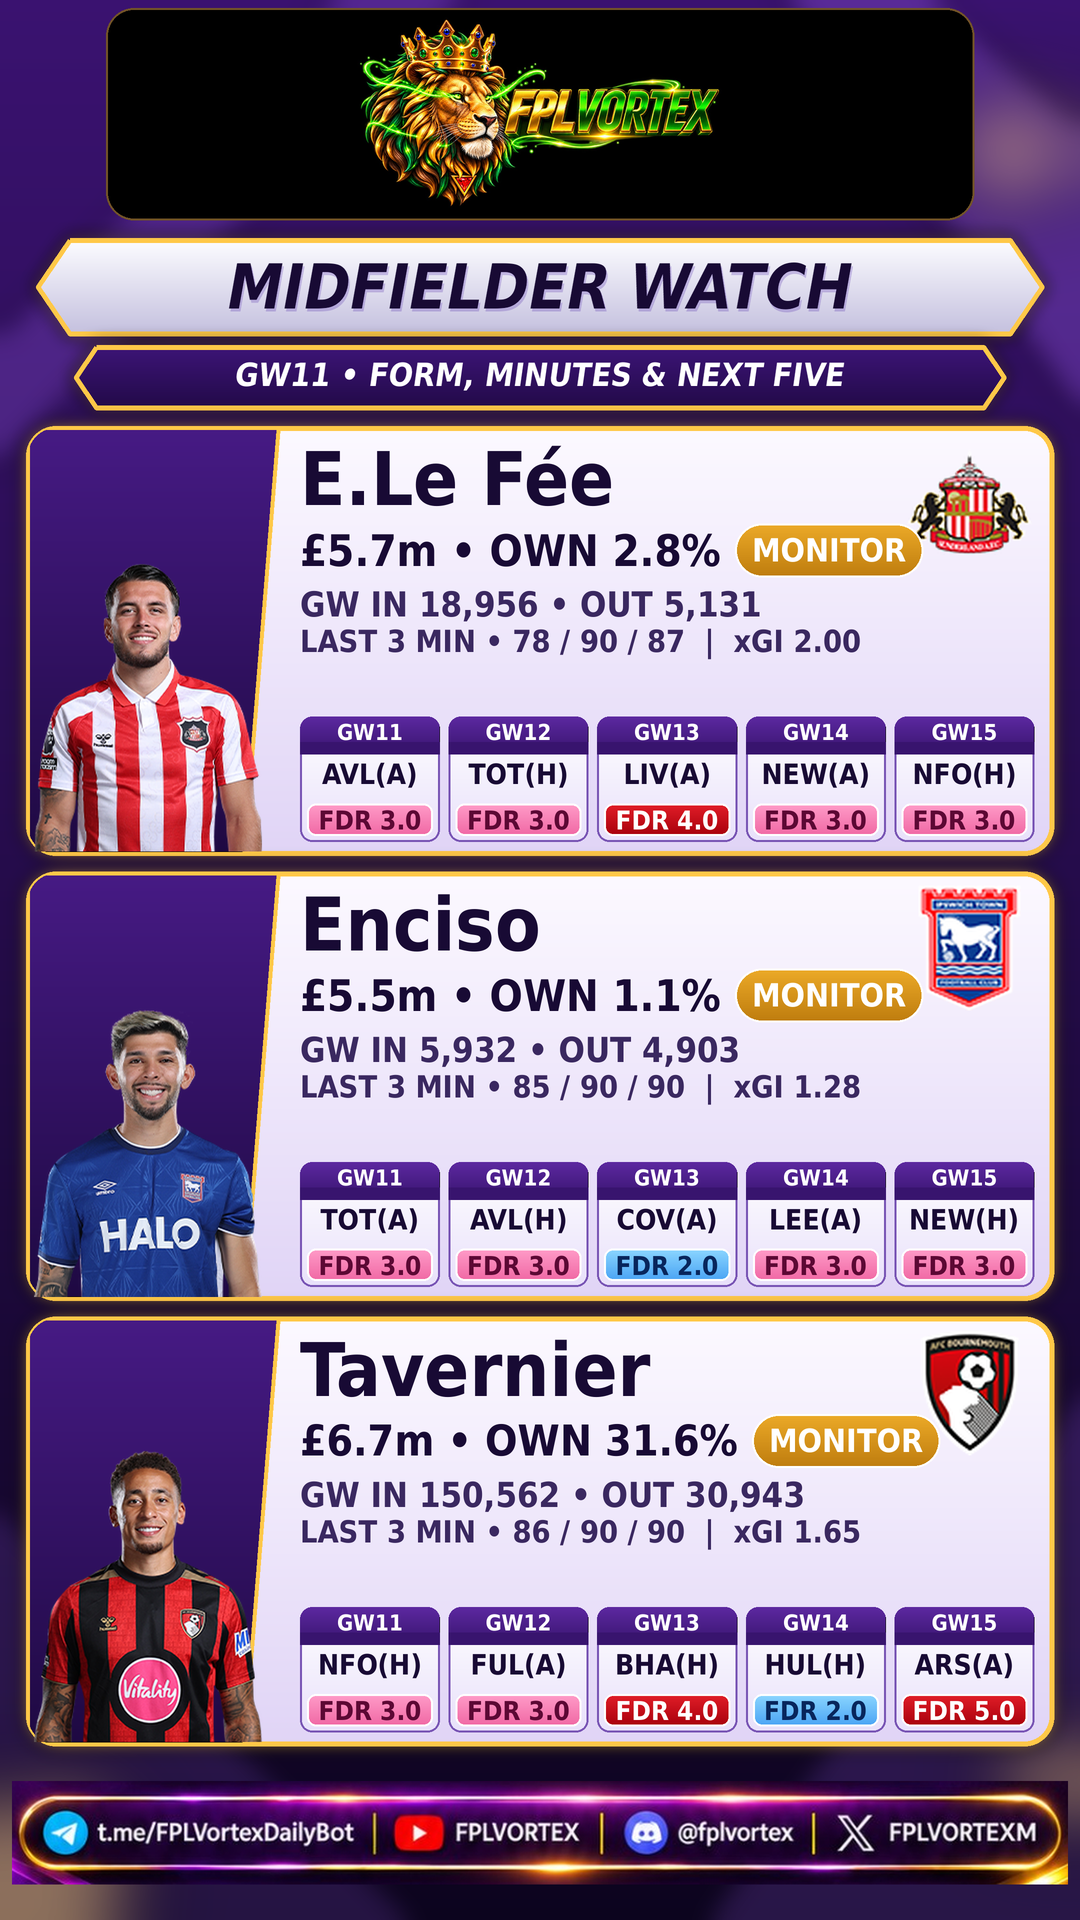 FPLVORTEX
MIDFIELDER WATCH
GW11 • FORM, MINUTES & NEXT FIVE
E.Le Fée
£5.7m • OWN 2.8% MONITOR
GW IN 18,956 • OUT 5,131
LAST 3 MIN • 78 / 90 / 87 | xGI 2.00
GW11 GW12 GW13 GW14 GW15
AVL(A) TOT(H) LIV(A) NEW(A) NFO(H)
FDR 3.0 FDR 3.0 FDR 4.0 FDR 3.0 FDR 3.0
Enciso
IPSWICH TOWN
FOOTBALL CLUB
£5.5m • OWN 1.1% MONITOR
GW IN 5,932 • OUT 4,903
LAST 3 MIN • 85 / 90 / 90 | xGI 1.28
umbro
HALO
GW11 GW12 GW13 GW14 GW15
TOT(A) AVL(H) COV(A) LEE(A) NEW(H)
FDR 3.0 FDR 3.0 FDR 2.0 FDR 3.0 FDR 3.0
Tavernier
AFC BOURNEMOUTH
£6.7m • OWN 31.6% MONITOR
GW IN 150,562 • OUT 30,943
LAST 3 MIN • 86 / 90 / 90 | xGI 1.65
Vitality
GW11 GW12 GW13 GW14 GW15
NFO(H) FUL(A) BHA(H) HUL(H) ARS(A)
FDR 3.0 FDR 3.0 FDR 4.0 FDR 2.0 FDR 5.0
t.me/FPLVortexDailyBot | FPLVORTEX | @fplvortex | FPLVORTEXM